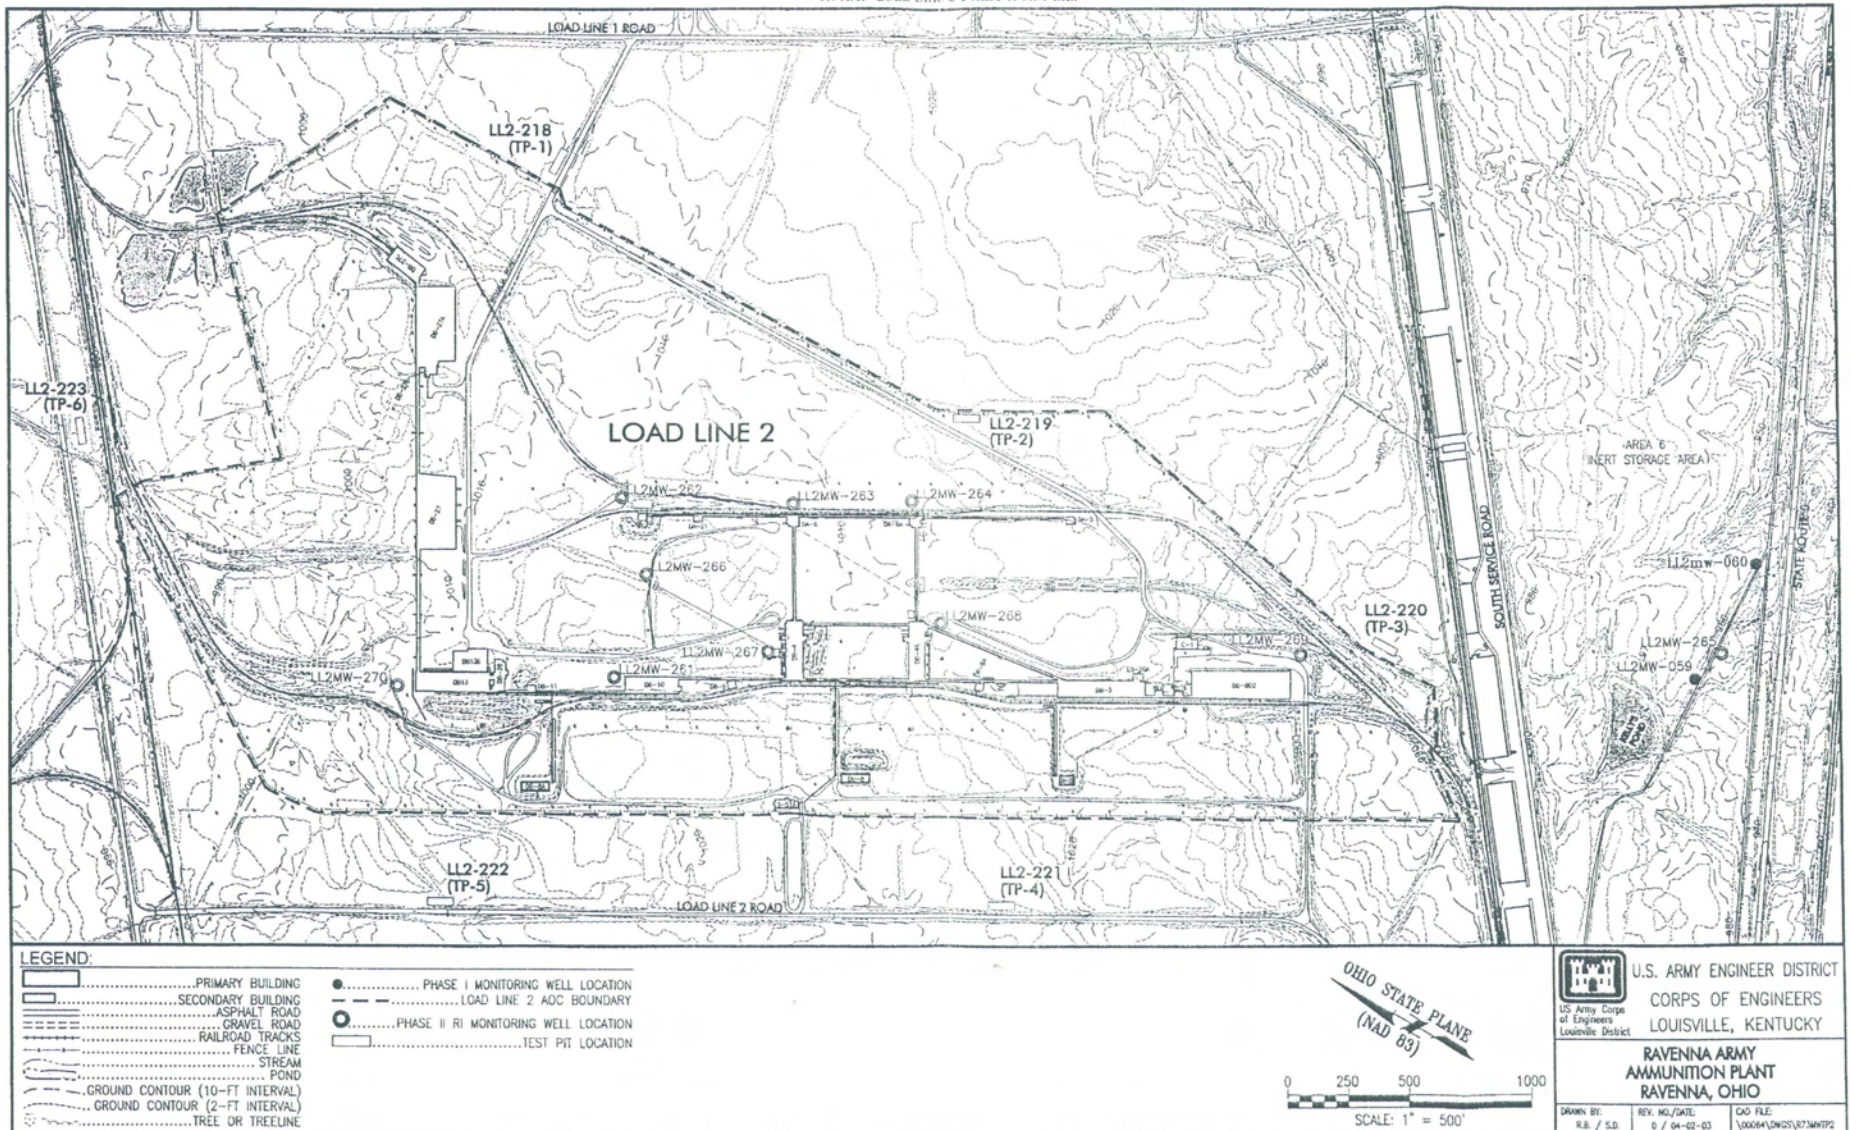 LOAD LINE 1 ROAD
LL2-218
(TP-1)
LL2-223
(TP-6)
LOAD LINE 2
LL2-219
(TP-2)
AREA 6
INERT STORAGE AREA
LL2MW-262
LL2MW-263
LL2MW-264
SOUTH SERVICE ROAD
LL2mw-060
LL2MW-266
LL2-220
(TP-3)
LL2MW-268
LL2MW-269
LL2MW-265
LL2MW-267
LL2MW-059
LL2MW-261
LL2MW-270
KELLY'S
POND
LL2-222
(TP-5)
LL2-221
(TP-4)
LOAD LINE 2 ROAD
LEGEND:
PRIMARY BUILDING
SECONDARY BUILDING
ASPHALT ROAD
GRAVEL ROAD
RAILROAD TRACKS
FENCE LINE
STREAM
POND
GROUND CONTOUR (10-FT INTERVAL)
GROUND CONTOUR (2-FT INTERVAL)
TREE OR TREELINE
PHASE I MONITORING WELL LOCATION
LOAD LINE 2 AOC BOUNDARY
PHASE II RI MONITORING WELL LOCATION
TEST PIT LOCATION
OHIO STATE PLANE
(NAD 83)
0 250 500 1000
SCALE: 1" = 500'
US Army Corps
of Engineers
Louisville District
U.S. ARMY ENGINEER DISTRICT
CORPS OF ENGINEERS
LOUISVILLE, KENTUCKY
RAVENNA ARMY
AMMUNITION PLANT
RAVENNA, OHIO
DRAWN BY:
R.B. / S.D.
REV. NO./DATE:
0 / 04-02-03
CAD FILE:
\00064\DWGS\R73MWTP2